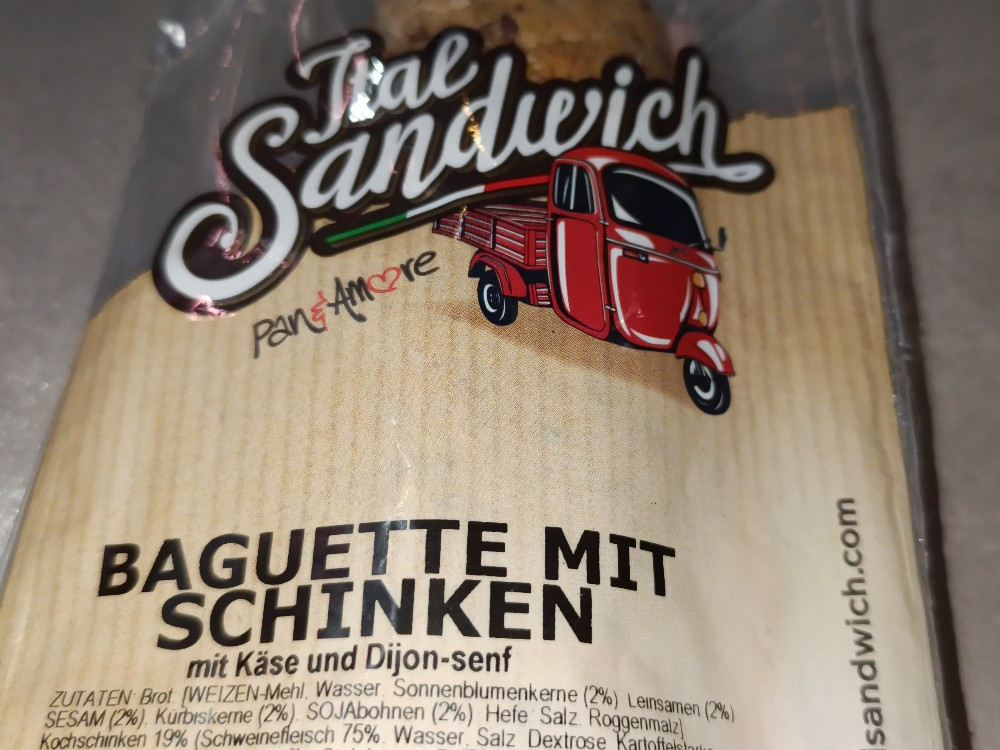 Ital
Sandwich
pan & Amore
BAGUETTE MIT
SCHINKEN
mit Käse und Dijon-senf
ZUTATEN: Brot. [WEIZEN-Mehl, Wasser, Sonnenblumenkerne (2%), Leinsamen (2%)
SESAM (2%), Kürbiskerne (2%), SOJAbohnen (2%) Hefe Salz, Roggenmalz]
Kochschinken 19% (Schweinefleisch 75%, Wasser, Salz Dextrose
sandwich.com